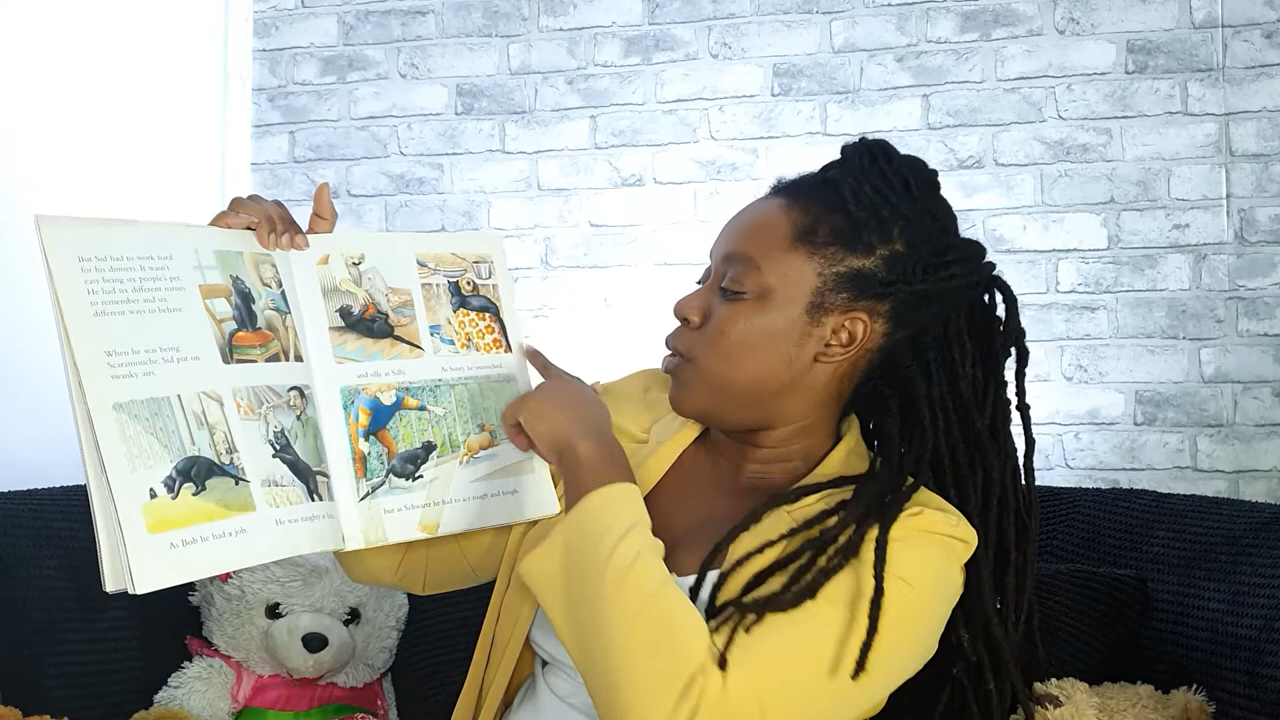 But Sid had to work hard
for his dinners. It wasn't
easy being six people's pet.
He had six different names
to remember and six
different ways to behave.
When he was being
Scaramouche, Sid put on
swanky airs.
As Bob he had a job.
He was naughty as
and silly as Sally.
As Sooty he smooched,
but as Schwartz he had to act rough and tough.